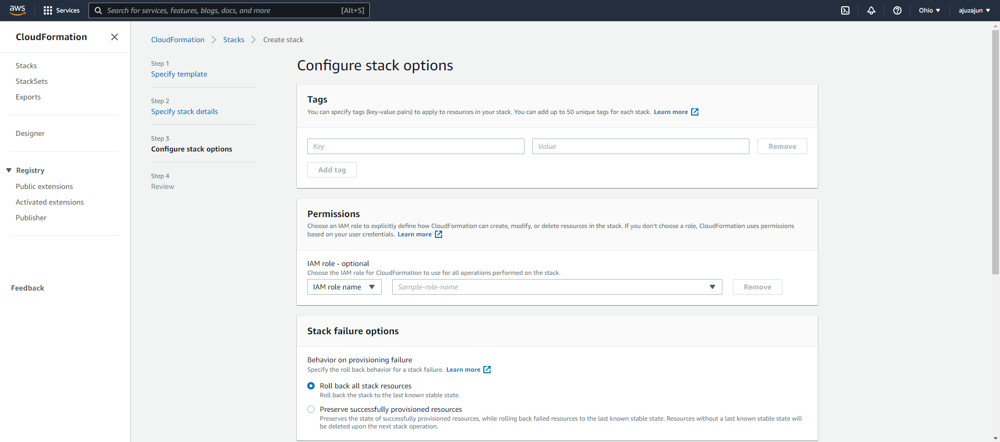 aws
Services
Search for services, features, blogs, docs, and more
[Alt+S]
Ohio
ajuzajun
CloudFormation
Stacks
StackSets
Exports
Designer
Registry
Public extensions
Activated extensions
Publisher
Feedback
CloudFormation
Stacks
Create stack
Step 1
Specify template
Step 2
Specify stack details
Step 3
Configure stack options
Step 4
Review
Configure stack options
Tags
You can specify tags (key-value pairs) to apply to resources in your stack. You can add up to 50 unique tags for each stack. Learn more
Key
Value
Remove
Add tag
Permissions
Choose an IAM role to explicitly define how CloudFormation can create, modify, or delete resources in the stack. If you don't choose a role, CloudFormation uses permissions
based on your user credentials. Learn more
IAM role - optional
Choose the IAM role for CloudFormation to use for all operations performed on the stack.
IAM role name
Sample-role-name
Remove
Stack failure options
Behavior on provisioning failure
Specify the roll back behavior for a stack failure. Learn more
Roll back all stack resources
Roll back the stack to the last known stable state.
Preserve successfully provisioned resources
Preserves the state of successfully provisioned resources, while rolling back failed resources to the last known stable state. Resources without a last known stable state will
be deleted upon the next stack operation.